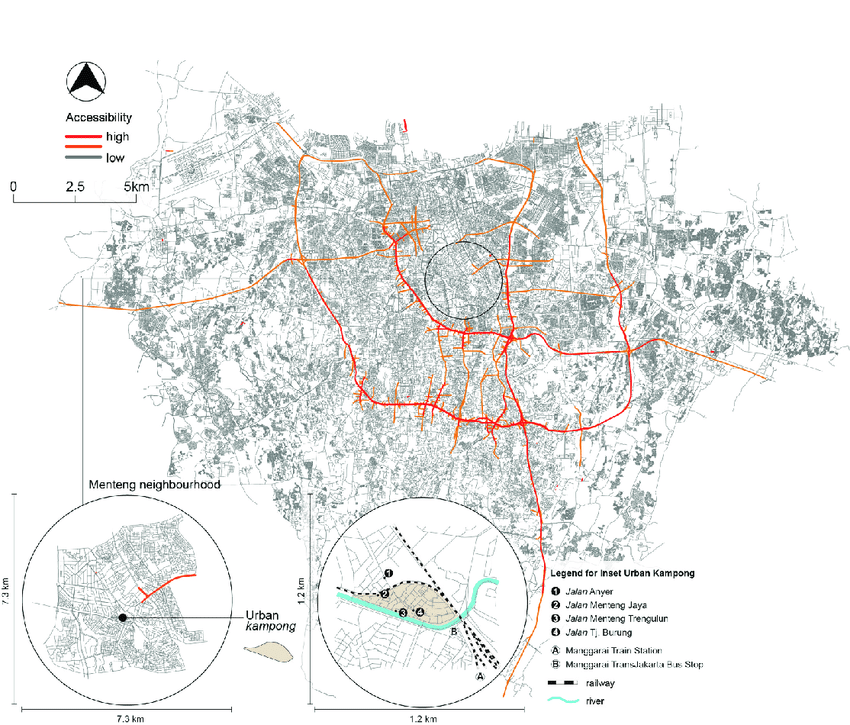 Accessibility
high
low
0 2.5 5km
Menteng neighbourhood
7.3 km
7.3 km
Urban
kampong
1.2 km
1.2 km
1
2
3
4
B
A
Legend for Inset Urban Kampong
1 Jalan Anyer
2 Jalan Menteng Jaya
3 Jalan Menteng Trengulun
4 Jalan Tj. Burung
A Manggarai Train Station
B Manggarai TransJakarta Bus Stop
railway
river